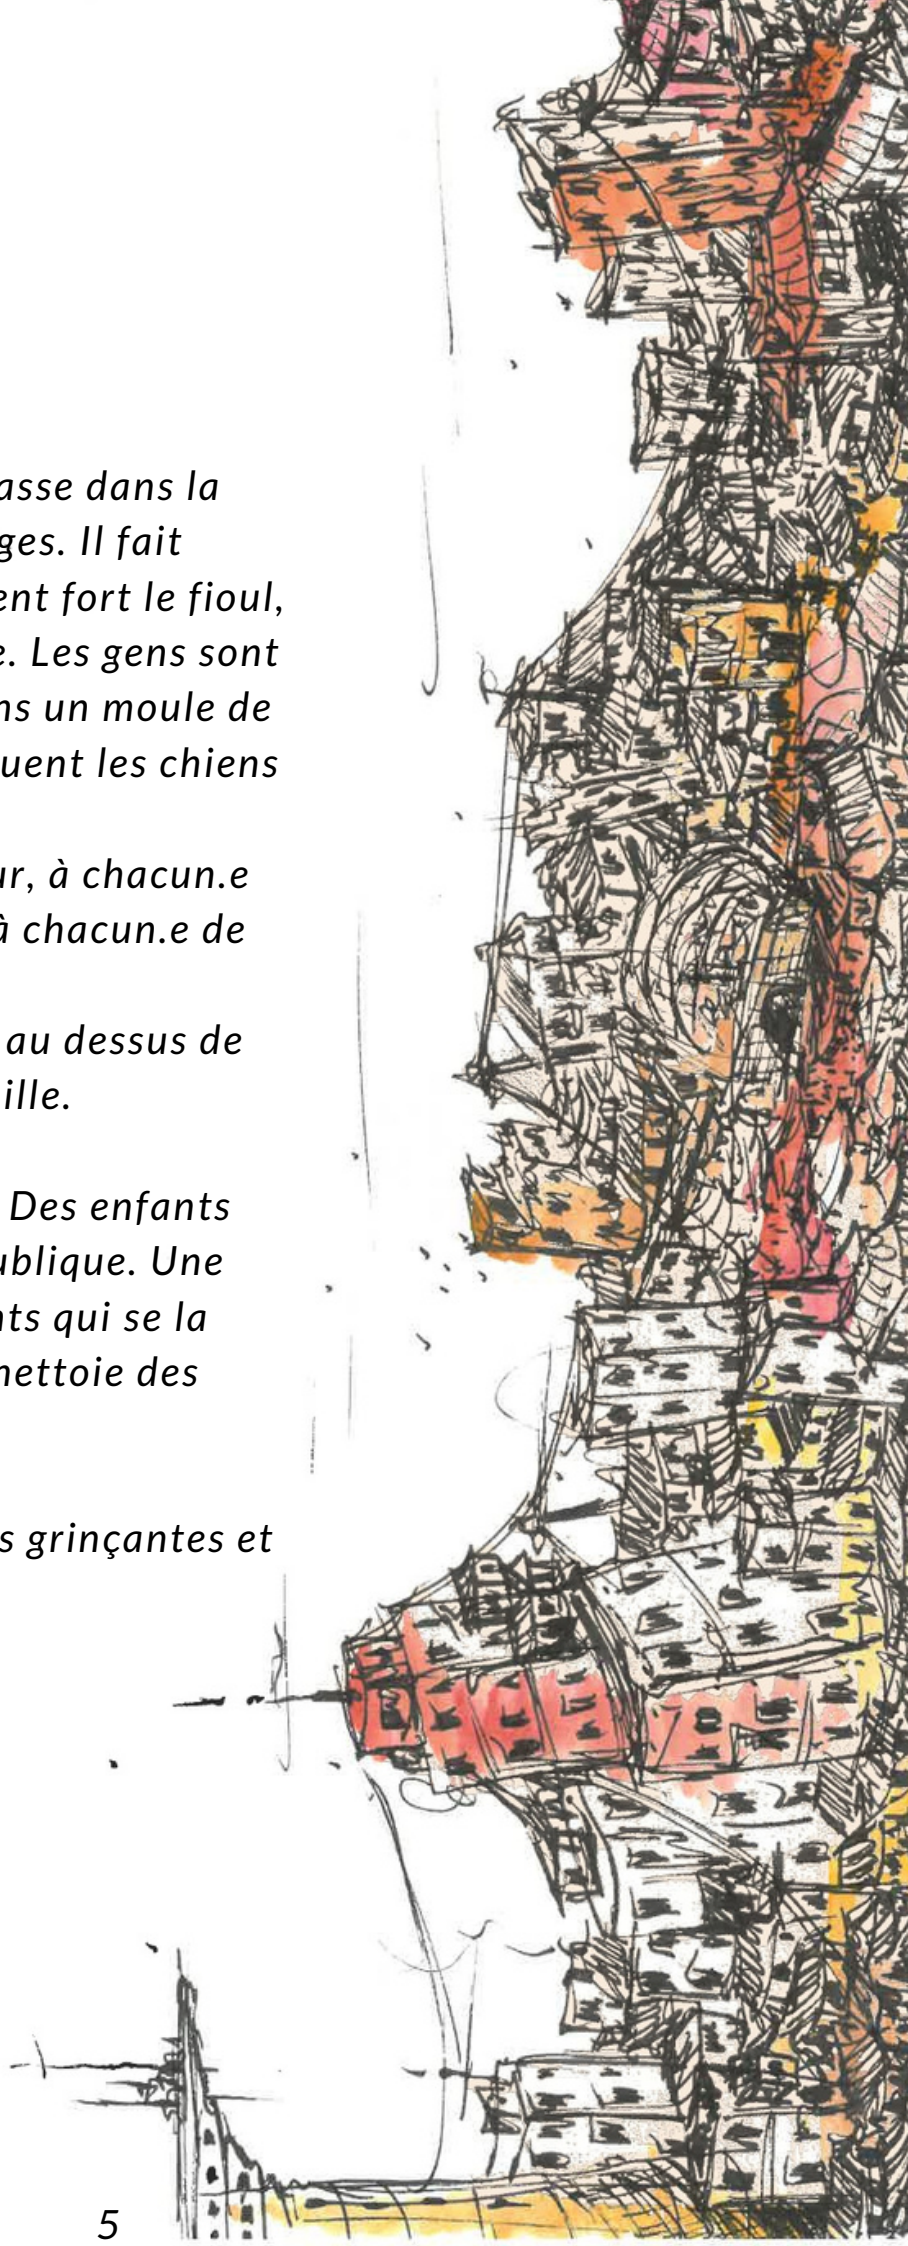 asse dans la
ges. Il fait
ent fort le fioul,
e. Les gens sont
ns un moule de
uent les chiens
ur, à chacun.e
à chacun.e de
au dessus de
ille.
Des enfants
ublique. Une
nts qui se la
nettoie des
s grinçantes et
5